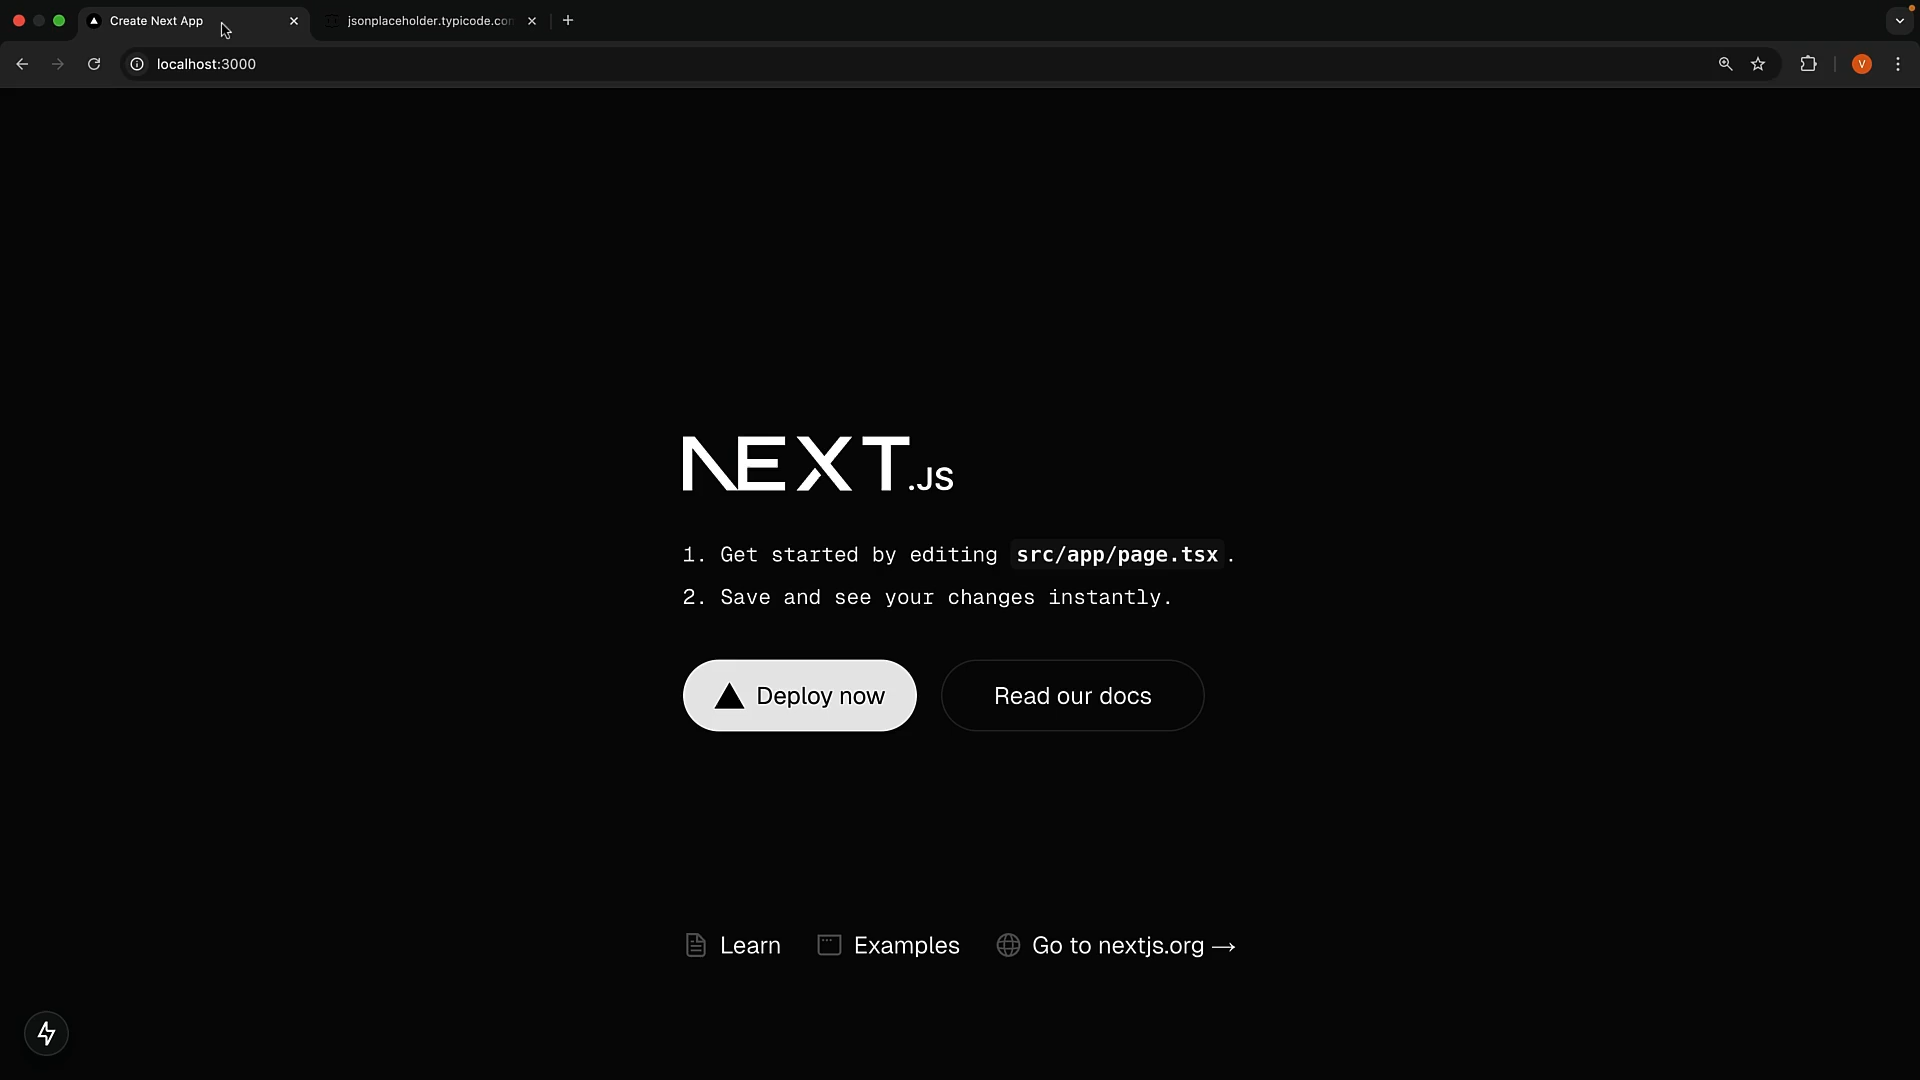 Create Next App
jsonplaceholder.typicode.con
localhost:3000
V
NEXT.JS
1. Get started by editing src/app/page.tsx.
2. Save and see your changes instantly.
Deploy now
Read our docs
Learn
Examples
Go to nextjs.org →